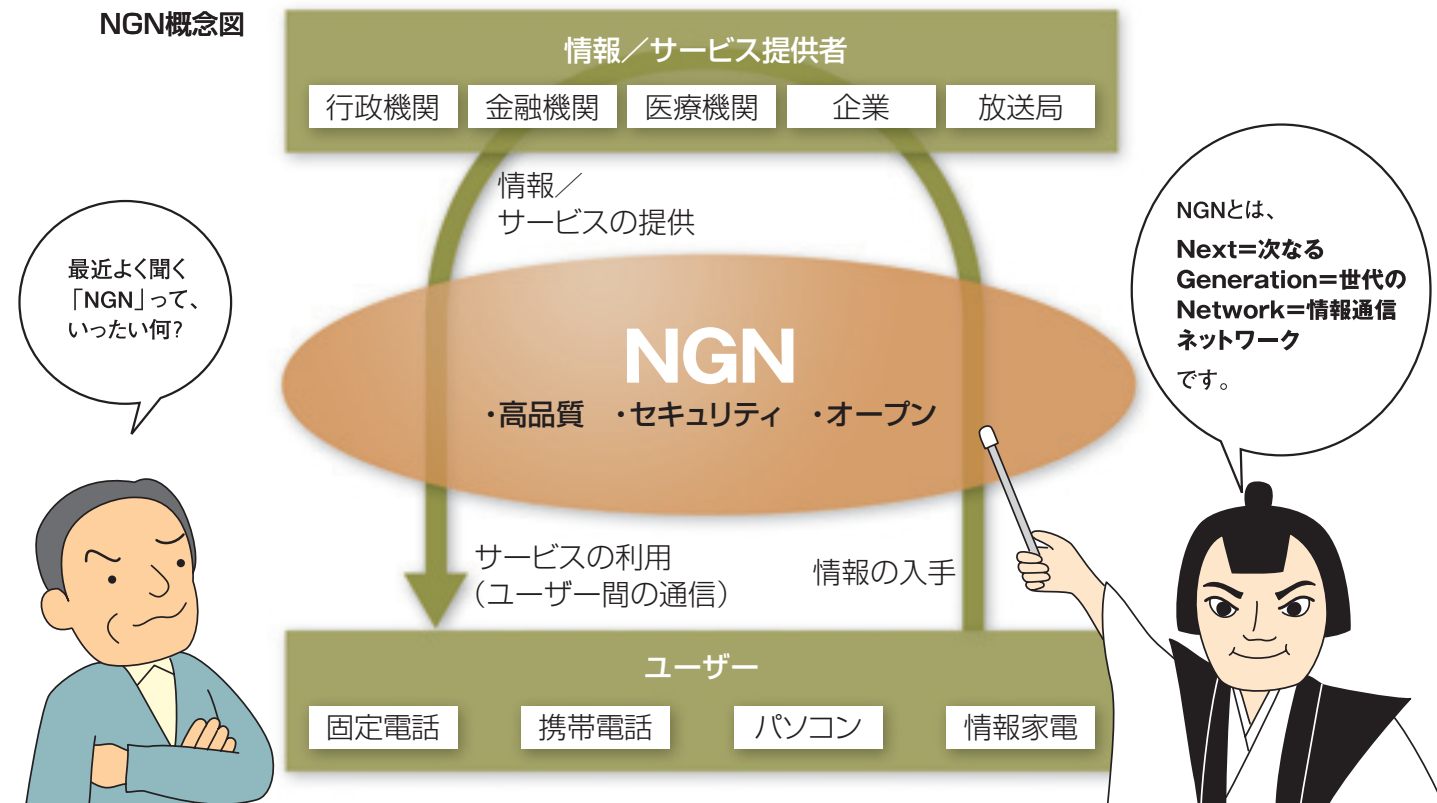 NGN概念図
情報／サービス提供者
行政機関
金融機関
医療機関
企業
放送局
情報／
サービスの提供
最近よく聞く
「NGN」って、
いったい何?
NGNとは、
Next=次なる
Generation=世代の
Network=情報通信
ネットワーク
です。
NGN
・高品質　・セキュリティ　・オープン
サービスの利用
（ユーザー間の通信）
情報の入手
ユーザー
固定電話
携帯電話
パソコン
情報家電